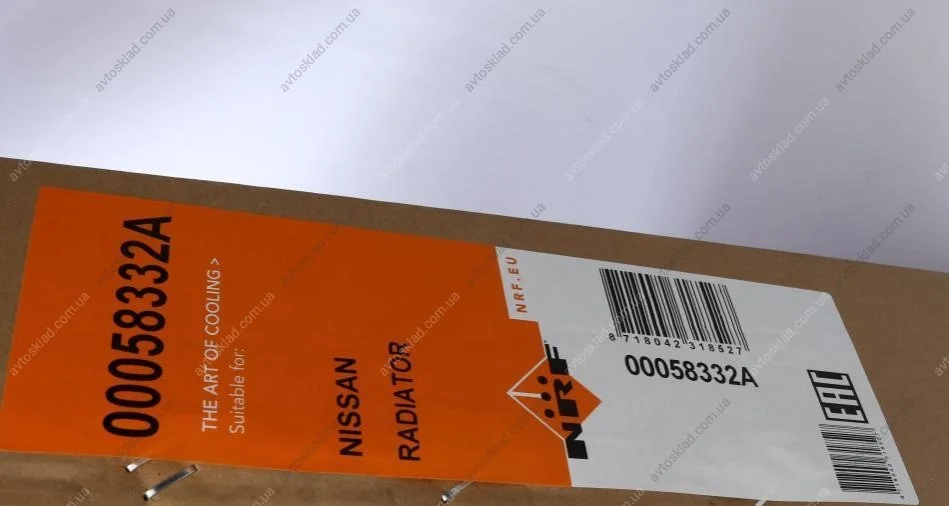 00058332A
THE ART OF COOLING >
Suitable for:
NISSAN
RADIATOR
NRF.EU
NRF
8 718042 318527
00058332A
EAC
avtosklad.com.ua